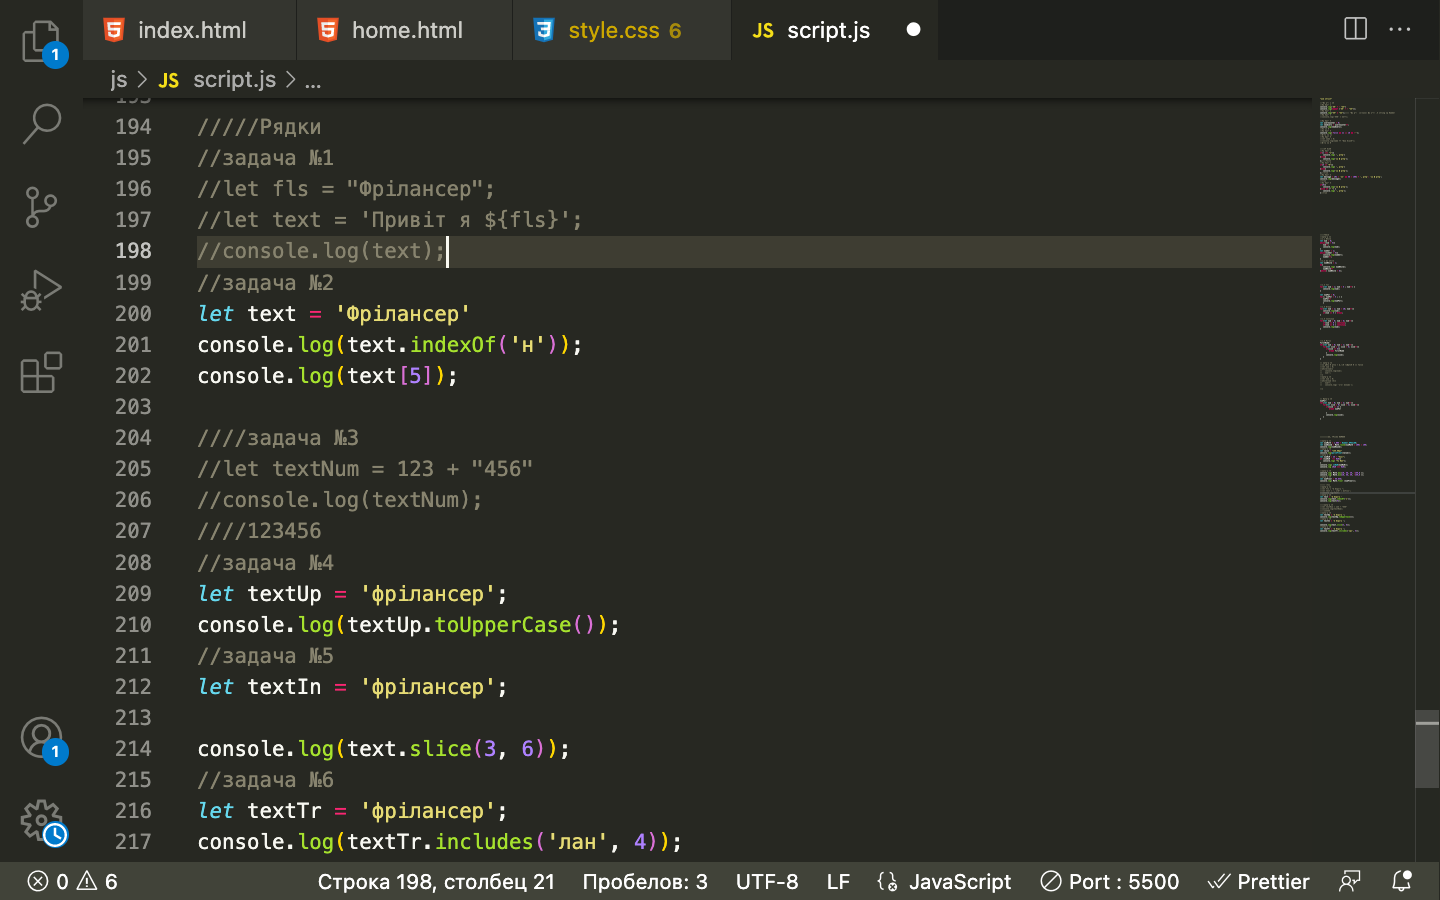 index.html
home.html
style.css 6
JS script.js
1
js > JS script.js > ...
194 /////Рядки
195 //задача №1
196 //let fls = "Фрілансер";
197 //let text = 'Привіт я ${fls}';
198 //console.log(text);
199 //задача №2
200 let text = 'Фрілансер'
201 console.log(text.indexOf('н'));
202 console.log(text[5]);
203
204 ////задача №3
205 //let textNum = 123 + "456"
206 //console.log(textNum);
207 ////123456
208 //задача №4
209 let textUp = 'фрілансер';
210 console.log(textUp.toUpperCase());
211 //задача №5
212 let textIn = 'фрілансер';
213
214 console.log(text.slice(3, 6));
215 //задача №6
216 let textTr = 'фрілансер';
217 console.log(textTr.includes('лан', 4));
1
0 6 Строка 198, столбец 21 Пробелов: 3 UTF-8 LF JavaScript Port : 5500 Prettier